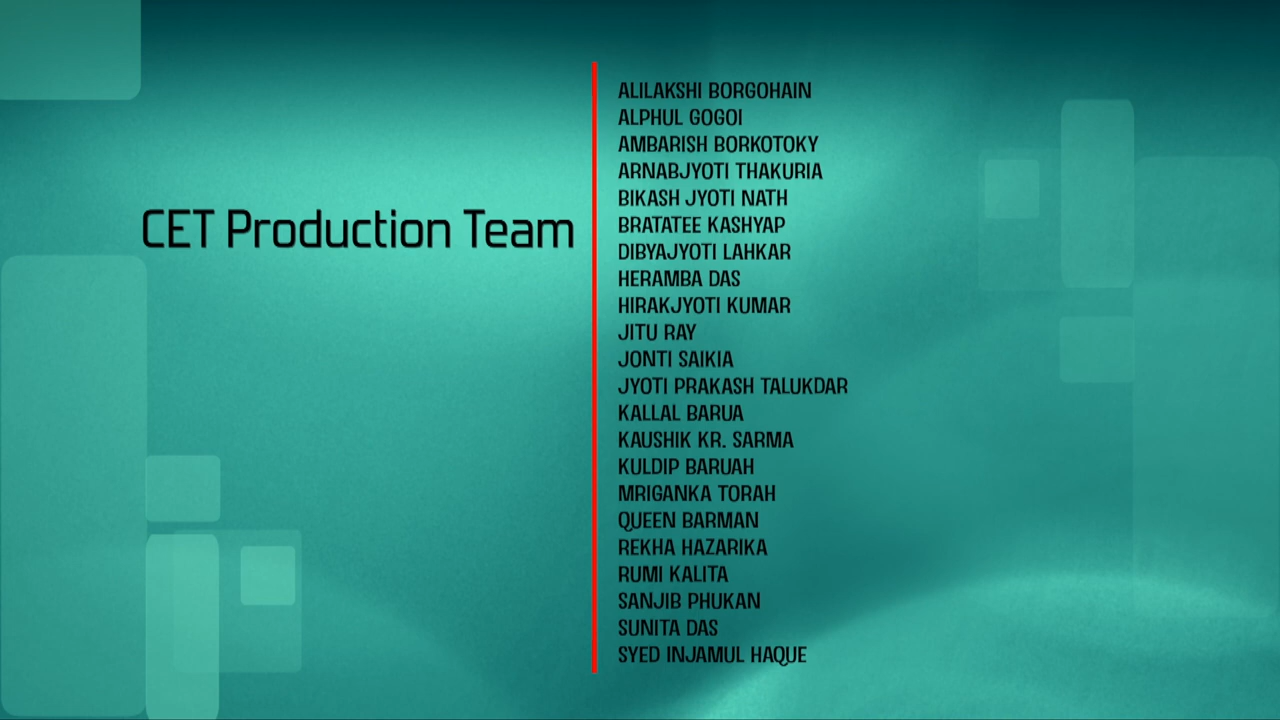 CET Production Team
ALILAKSHI BORGOHAIN
ALPHUL GOGOI
AMBARISH BORKOTOKY
ARNABJYOTI THAKURIA
BIKASH JYOTI NATH
BRATATEE KASHYAP
DIBYAJYOTI LAHKAR
HERAMBA DAS
HIRAKJYOTI KUMAR
JITU RAY
JONTI SAIKIA
JYOTI PRAKASH TALUKDAR
KALLAL BARUA
KAUSHIK KR. SARMA
KULDIP BARUAH
MRIGANKA TORAH
QUEEN BARMAN
REKHA HAZARIKA
RUMI KALITA
SANJIB PHUKAN
SUNITA DAS
SYED INJAMUL HAQUE